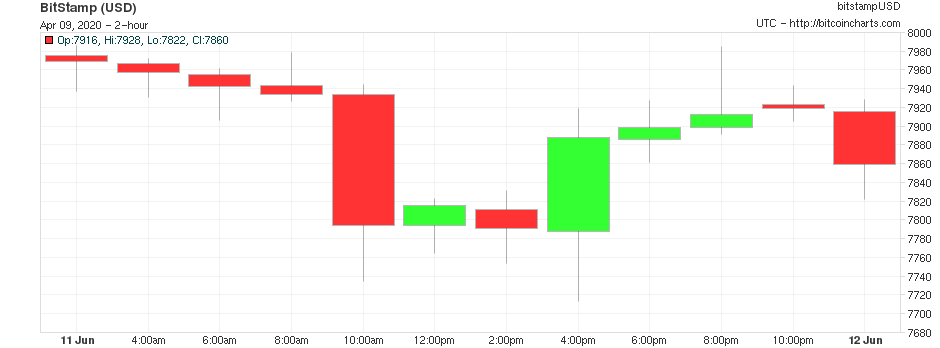 BitStamp (USD)
bitstampUSD
Apr 09, 2020 - 2-hour
UTC - http://bitcoincharts.com
Op:7916, Hi:7928, Lo:7822, Cl:7860
8000
7980
7960
7940
7920
7900
7880
7860
7840
7820
7800
7780
7760
7740
7720
7700
7680
11 Jun 4:00am 6:00am 8:00am 10:00am 12:00pm 2:00pm 4:00pm 6:00pm 8:00pm 10:00pm 12 Jun